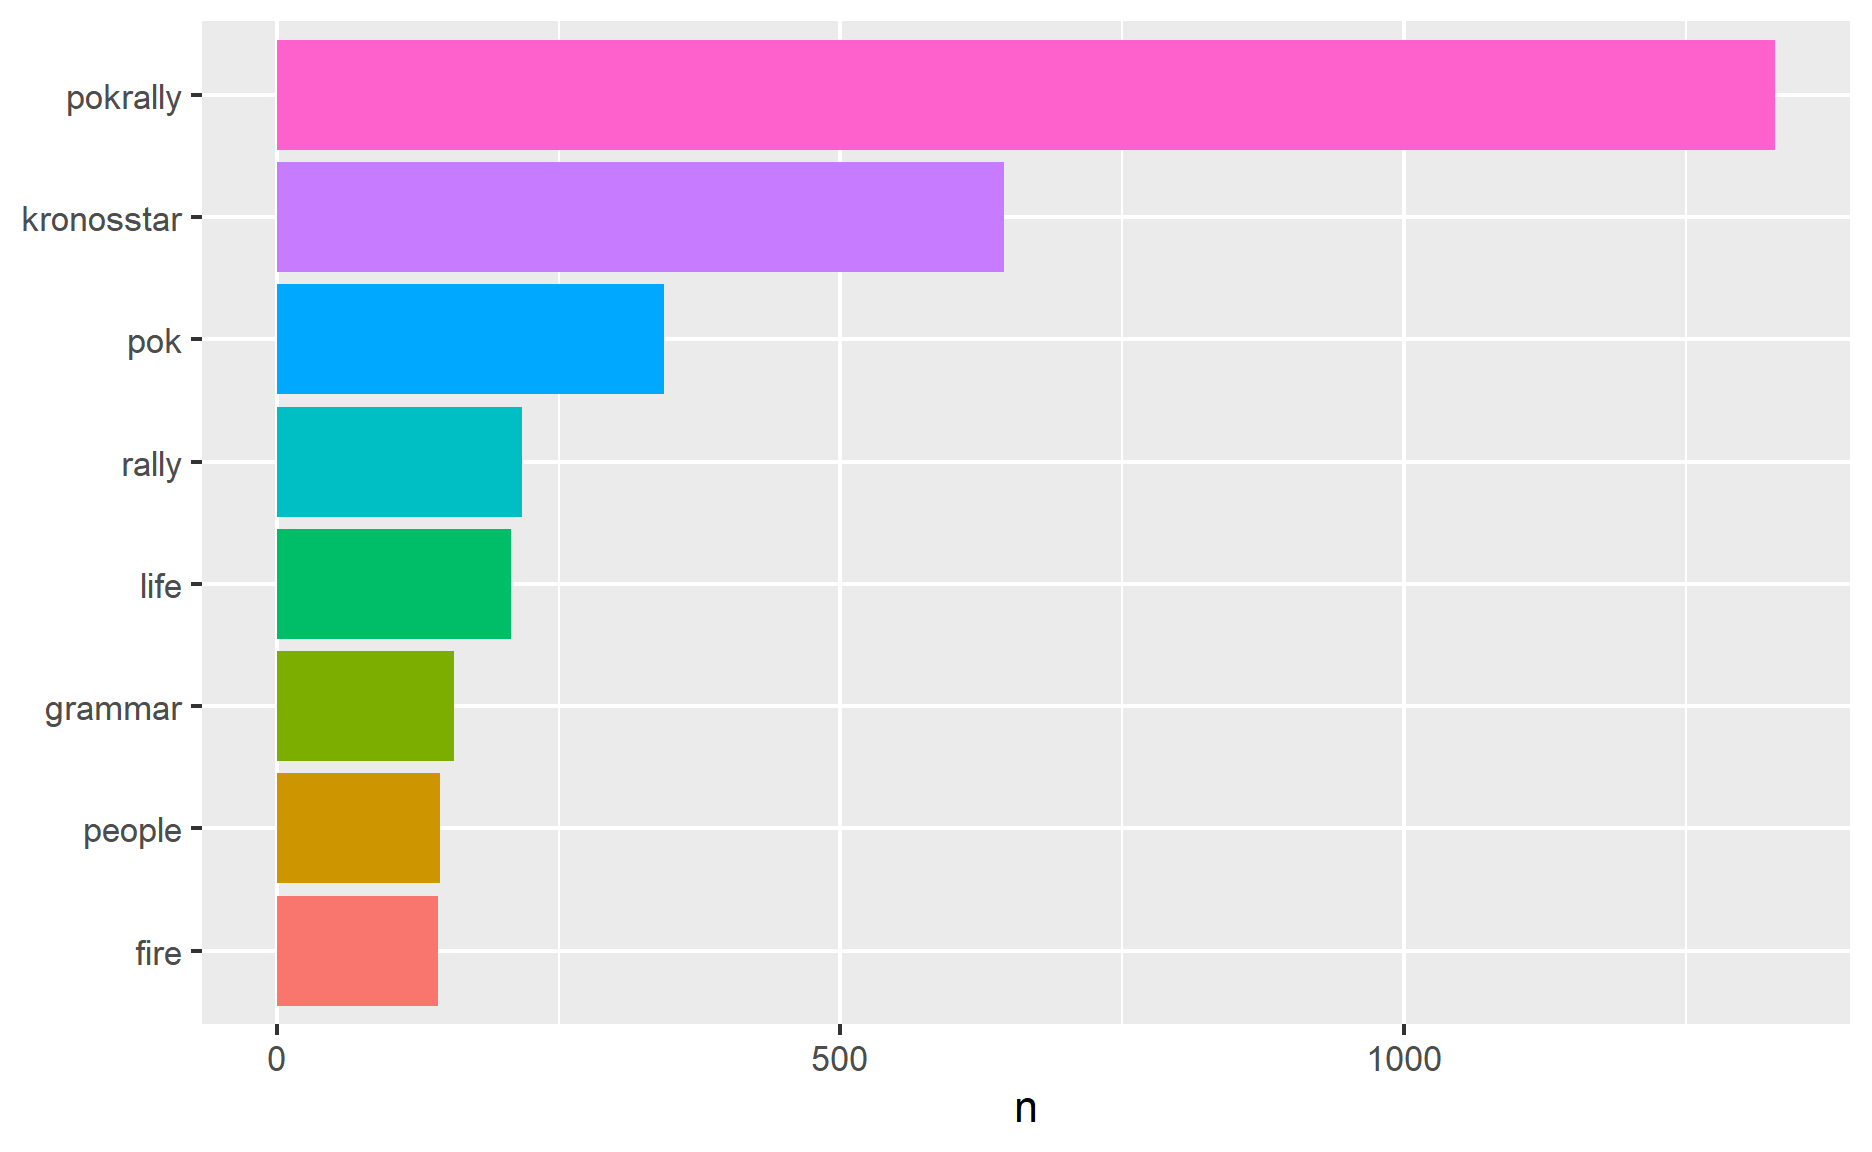 pokrally
kronosstar
pok
rally
life
grammar
people
fire
0 500 1000
n